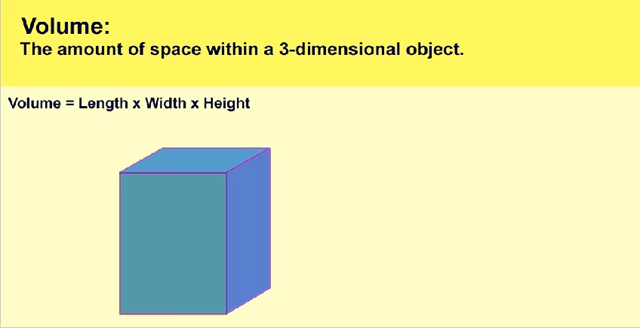 Volume:
The amount of space within a 3-dimensional object.
Volume = Length x Width x Height